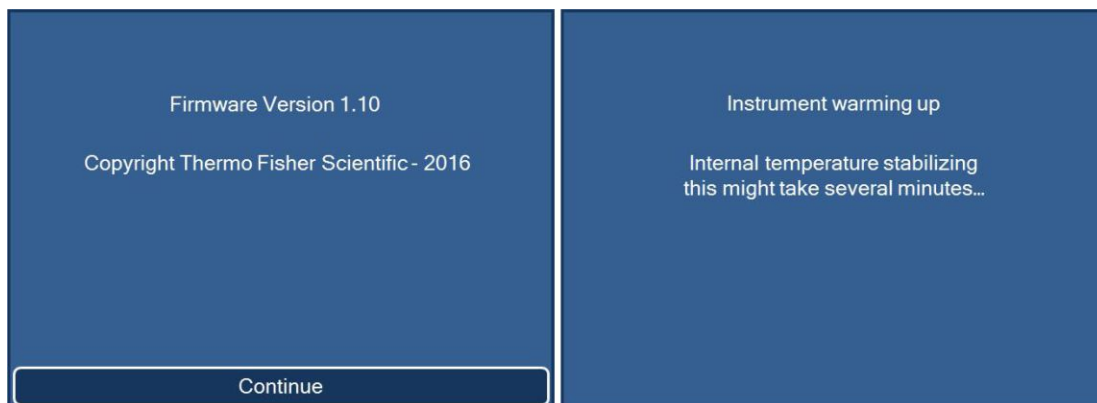 Firmware Version 1.10
Copyright Thermo Fisher Scientific - 2016
Continue
Instrument warming up
Internal temperature stabilizing
this might take several minutes...